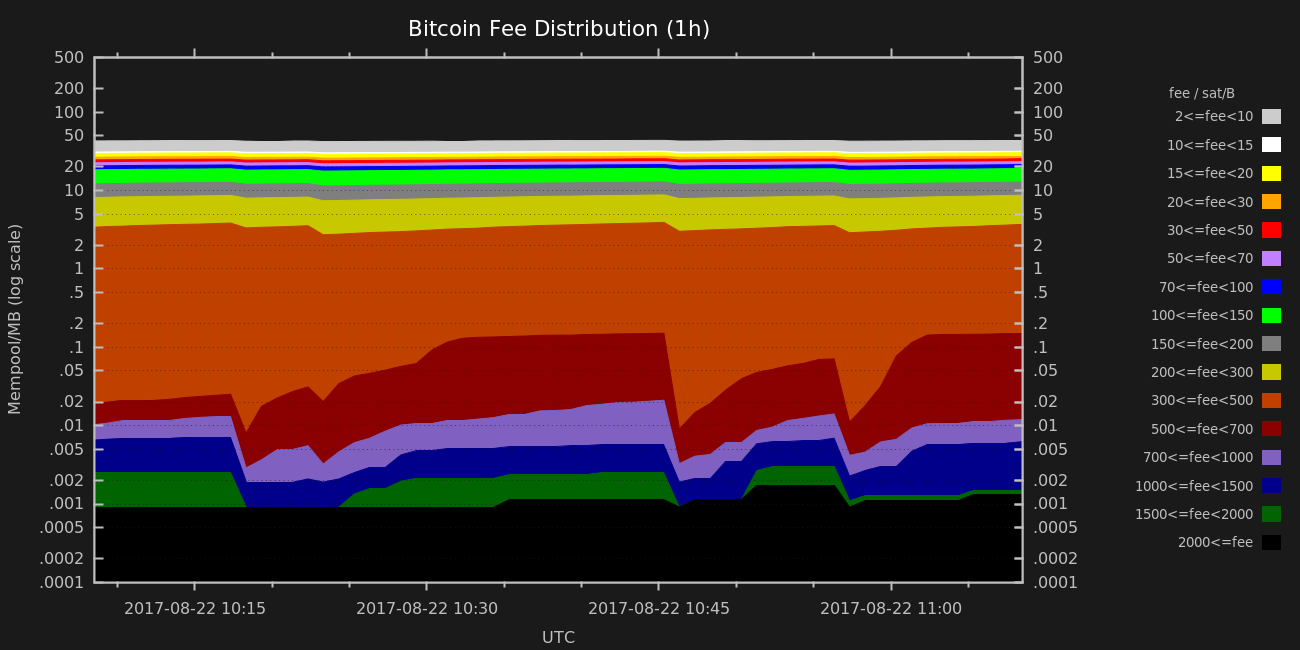 Bitcoin Fee Distribution (1h)
Mempool/MB (log scale)
500
200
100
50
20
10
5
2
1
.5
.2
.1
.05
.02
.01
.005
.002
.001
.0005
.0002
.0001
500
200
100
50
20
10
5
2
1
.5
.2
.1
.05
.02
.01
.005
.002
.001
.0005
.0002
.0001
2017-08-22 10:15
2017-08-22 10:30
2017-08-22 10:45
2017-08-22 11:00
UTC
fee / sat/B
2<=fee<10
10<=fee<15
15<=fee<20
20<=fee<30
30<=fee<50
50<=fee<70
70<=fee<100
100<=fee<150
150<=fee<200
200<=fee<300
300<=fee<500
500<=fee<700
700<=fee<1000
1000<=fee<1500
1500<=fee<2000
2000<=fee